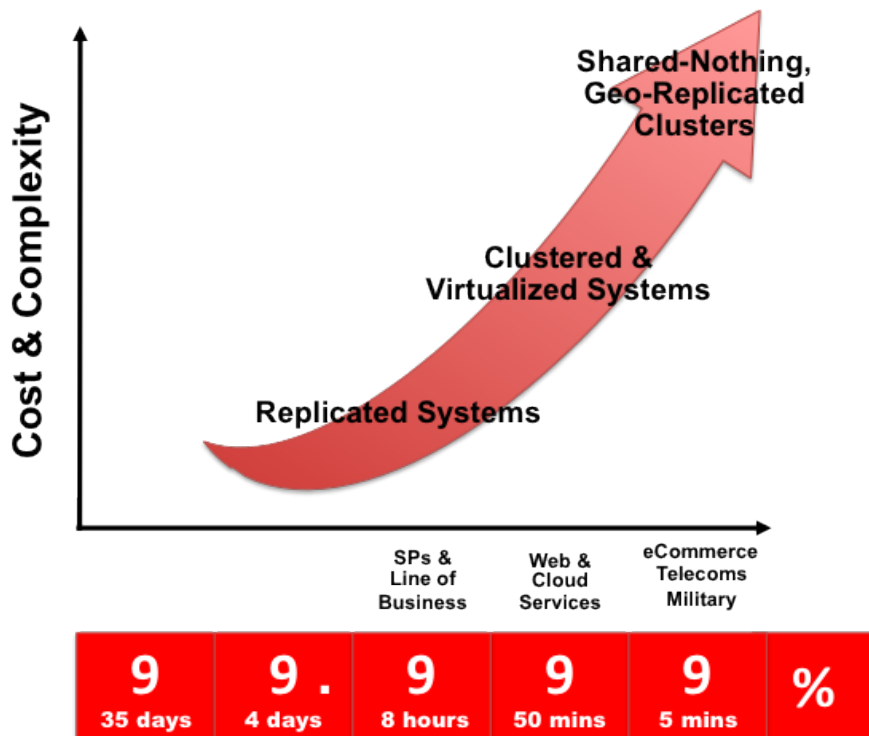 Cost & Complexity
Shared-Nothing,
Geo-Replicated
Clusters
Clustered &
Virtualized Systems
Replicated Systems
SPs &
Line of
Business
Web &
Cloud
Services
eCommerce
Telecoms
Military
9 9. 9 9 9 %
35 days 4 days 8 hours 50 mins 5 mins